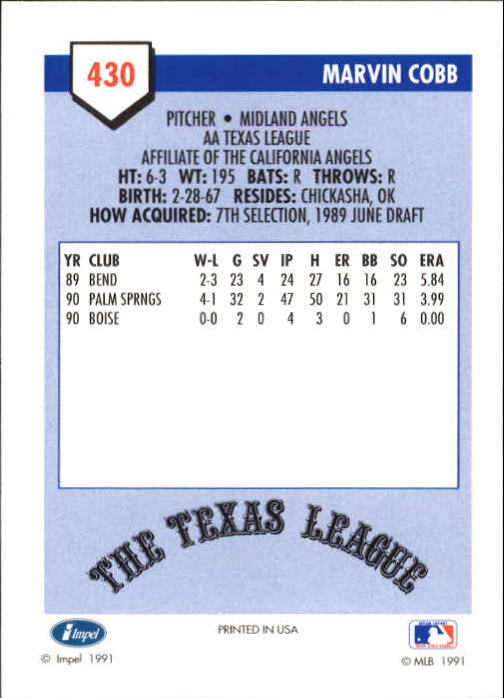 430
MARVIN COBB
PITCHER • MIDLAND ANGELS
AA TEXAS LEAGUE
AFFILIATE OF THE CALIFORNIA ANGELS
HT: 6-3 WT: 195 BATS: R THROWS: R
BIRTH: 2-28-67 RESIDES: CHICKASHA, OK
HOW ACQUIRED: 7TH SELECTION, 1989 JUNE DRAFT
YR CLUB W-L G SV IP H ER BB SO ERA
89 BEND 2-3 23 4 24 27 16 16 23 5.84
90 PALM SPRNGS 4-1 32 2 47 50 21 31 31 3.99
90 BOISE 0-0 2 0 4 3 0 1 6 0.00
THE TEXAS LEAGUE
Impel
PRINTED IN USA
© Impel 1991
© MLB 1991